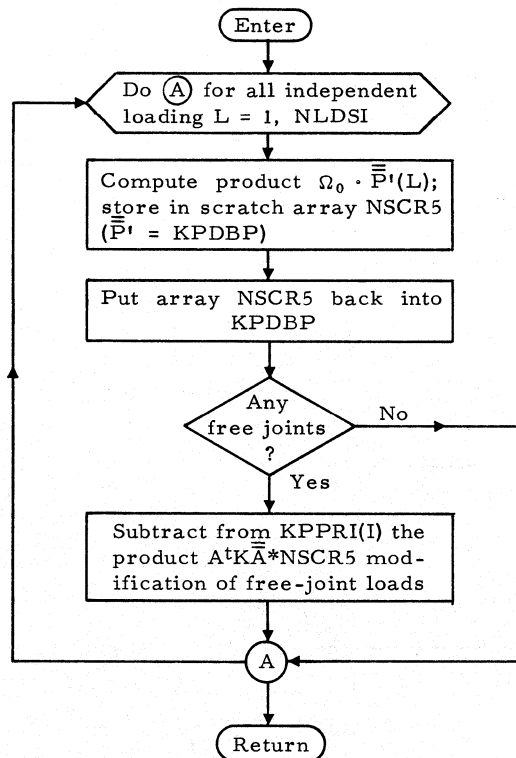 Enter
Do Ⓐ for all independent
loading L = 1, NLDSI
Compute product Ω₀ · P̿̄'(L);
store in scratch array NSCR5
(P̿̄' = KPDBP)
Put array NSCR5 back into
KPDBP
Any
free joints
?
No
Yes
Subtract from KPPRI(I) the
product AᵗKA̿̄*NSCR5 mod-
ification of free-joint loads
A
Return